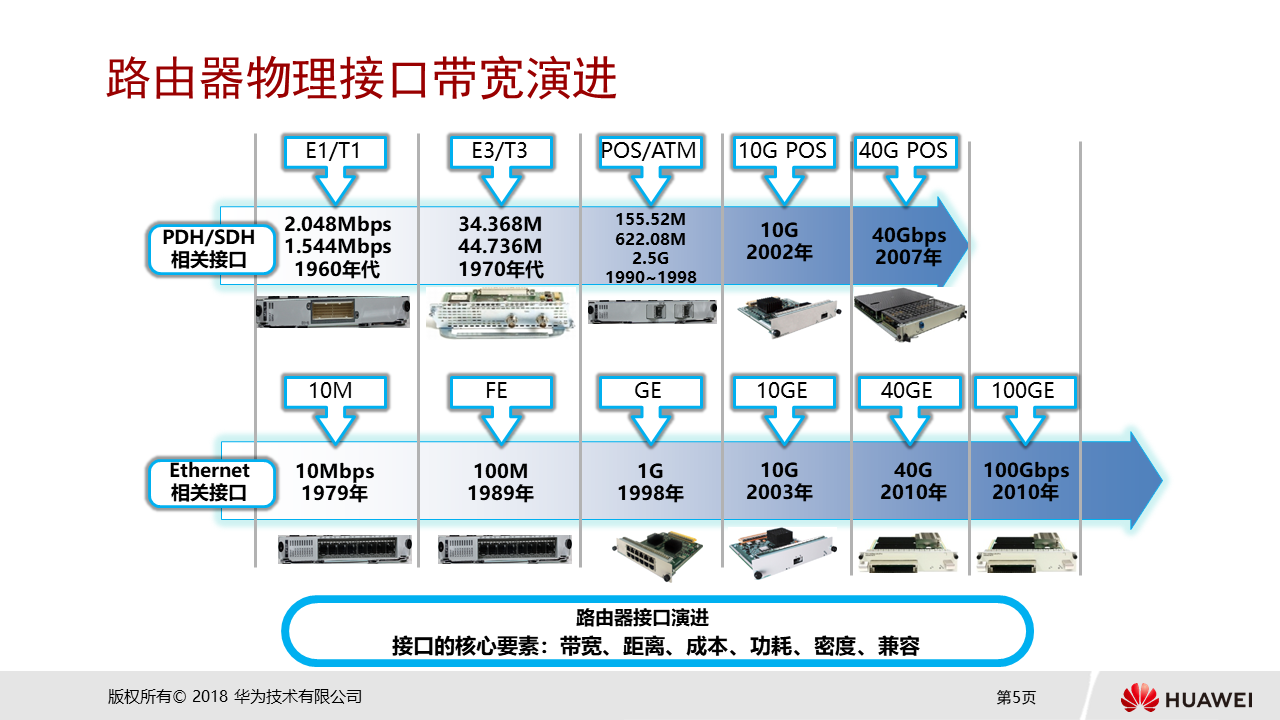 路由器物理接口带宽演进
E1/T1
E3/T3
POS/ATM
10G POS
40G POS
PDH/SDH
相关接口
2.048Mbps
1.544Mbps
1960年代
34.368M
44.736M
1970年代
155.52M
622.08M
2.5G
1990~1998
10G
2002年
40Gbps
2007年
10M
FE
GE
10GE
40GE
100GE
Ethernet
相关接口
10Mbps
1979年
100M
1989年
1G
1998年
10G
2003年
40G
2010年
100Gbps
2010年
路由器接口演进
接口的核心要素：带宽、距离、成本、功耗、密度、兼容
版权所有© 2018 华为技术有限公司
第5页
HUAWEI